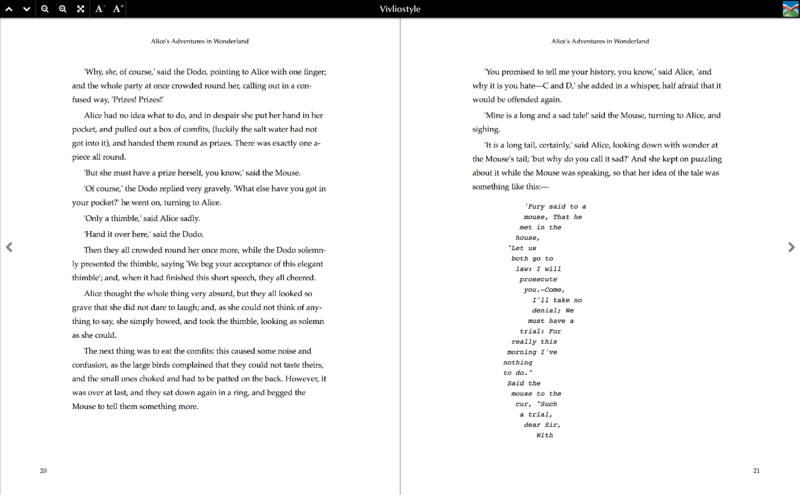 A- A+ Vivliostyle
Alice's Adventures in Wonderland
'Why, she, of course,' said the Dodo, pointing to Alice with one finger;
and the whole party at once crowded round her, calling out in a con-
fused way, 'Prizes! Prizes!'
Alice had no idea what to do, and in despair she put her hand in her
pocket, and pulled out a box of comfits, (luckily the salt water had not
got into it), and handed them round as prizes. There was exactly one a-
piece all round.
'But she must have a prize herself, you know,' said the Mouse.
'Of course,' the Dodo replied very gravely. 'What else have you got in
your pocket?' he went on, turning to Alice.
'Only a thimble,' said Alice sadly.
'Hand it over here,' said the Dodo.
Then they all crowded round her once more, while the Dodo solemn-
ly presented the thimble, saying 'We beg your acceptance of this elegant
thimble'; and, when it had finished this short speech, they all cheered.
Alice thought the whole thing very absurd, but they all looked so
grave that she did not dare to laugh; and, as she could not think of any-
thing to say, she simply bowed, and took the thimble, looking as solemn
as she could.
The next thing was to eat the comfits: this caused some noise and
confusion, as the large birds complained that they could not taste theirs,
and the small ones choked and had to be patted on the back. However, it
was over at last, and they sat down again in a ring, and begged the
Mouse to tell them something more.
20
Alice's Adventures in Wonderland
'You promised to tell me your history, you know,' said Alice, 'and
why it is you hate—C and D,' she added in a whisper, half afraid that it
would be offended again.
'Mine is a long and a sad tale!' said the Mouse, turning to Alice, and
sighing.
'It is a long tail, certainly,' said Alice, looking down with wonder at
the Mouse's tail; 'but why do you call it sad?' And she kept on puzzling
about it while the Mouse was speaking, so that her idea of the tale was
something like this:—
'Fury said to a
mouse, That he
met in the
house,
"Let us
both go to
law: I will
prosecute
you.—Come,
I'll take no
denial; We
must have a
trial: For
really this
morning I've
nothing
to do."
Said the
mouse to the
cur, "Such
a trial,
dear Sir,
With
21